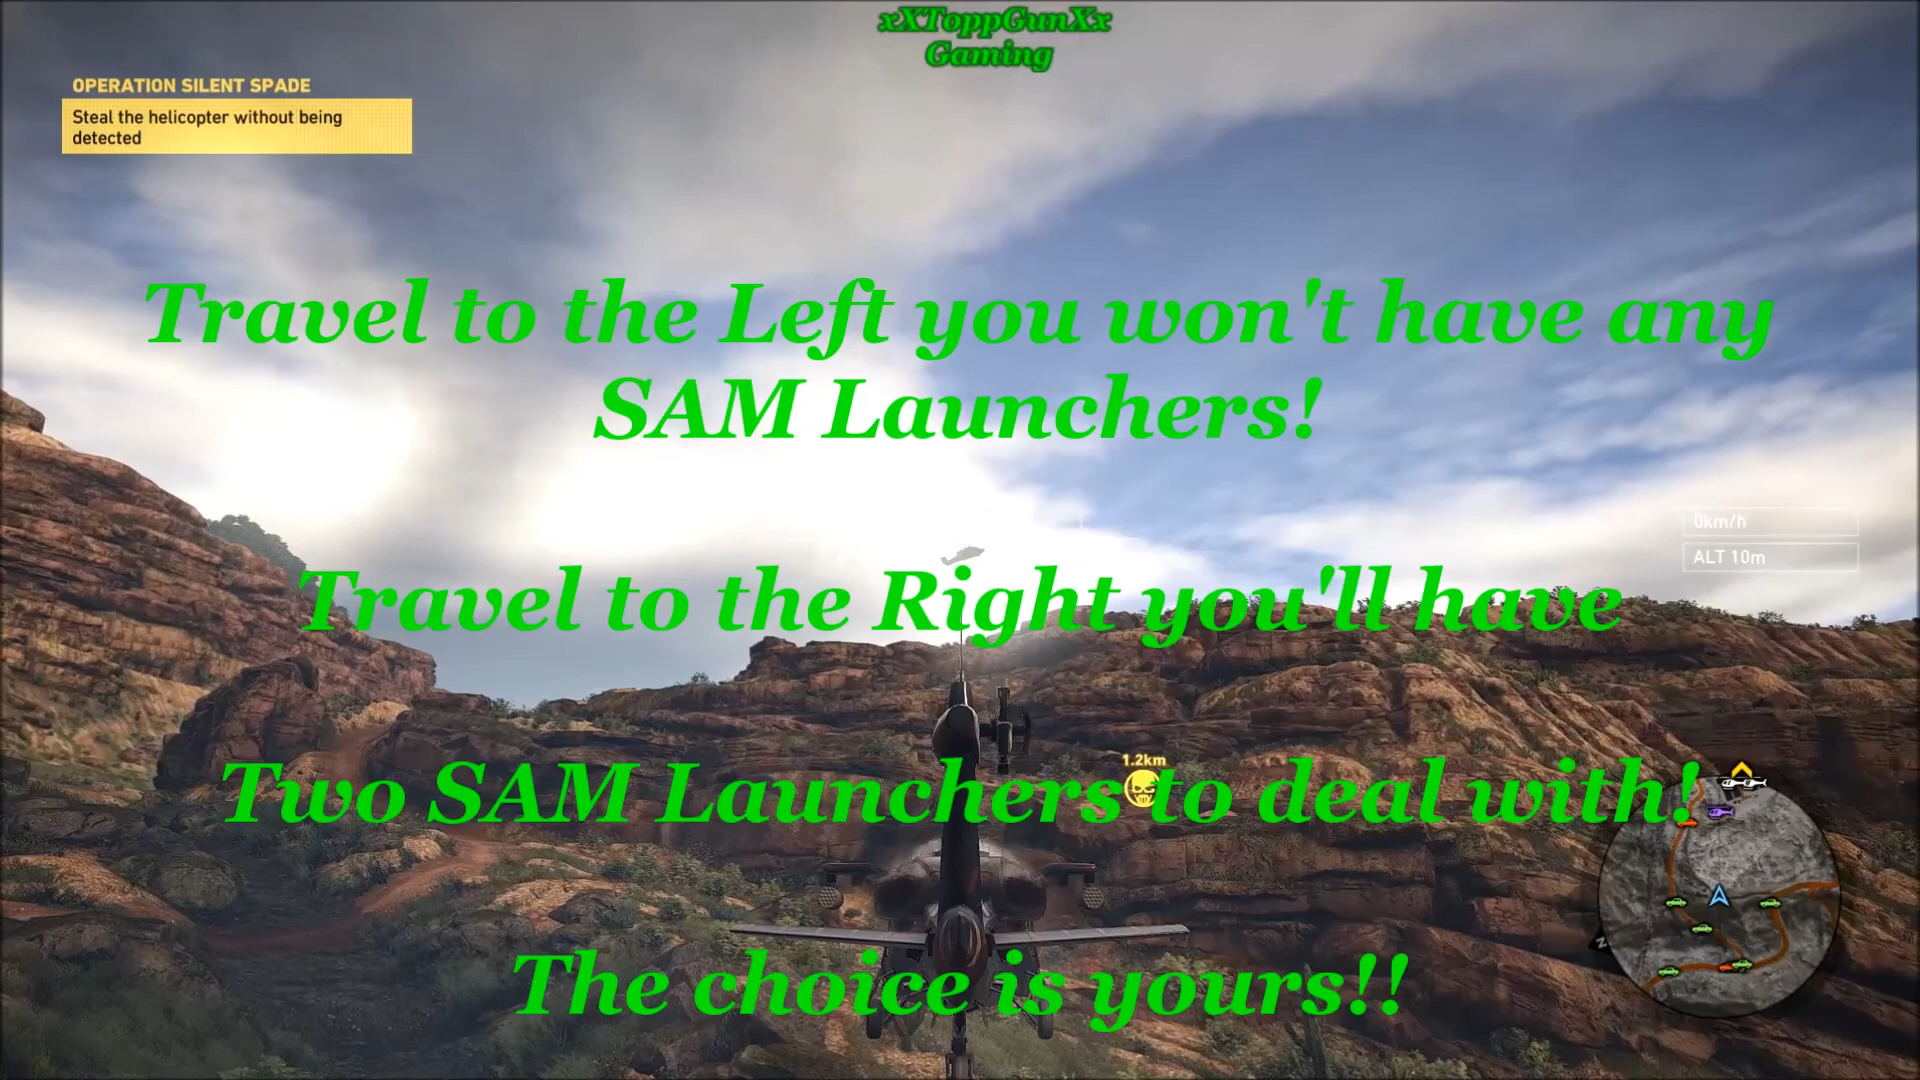 xXToppGunXx
Gaming
OPERATION SILENT SPADE
Steal the helicopter without being
detected
Travel to the Left you won't have any
SAM Launchers!
0km/h
ALT 10m
Travel to the Right you'll have
1.2km
Two SAM Launchers to deal with!
N
The choice is yours!!